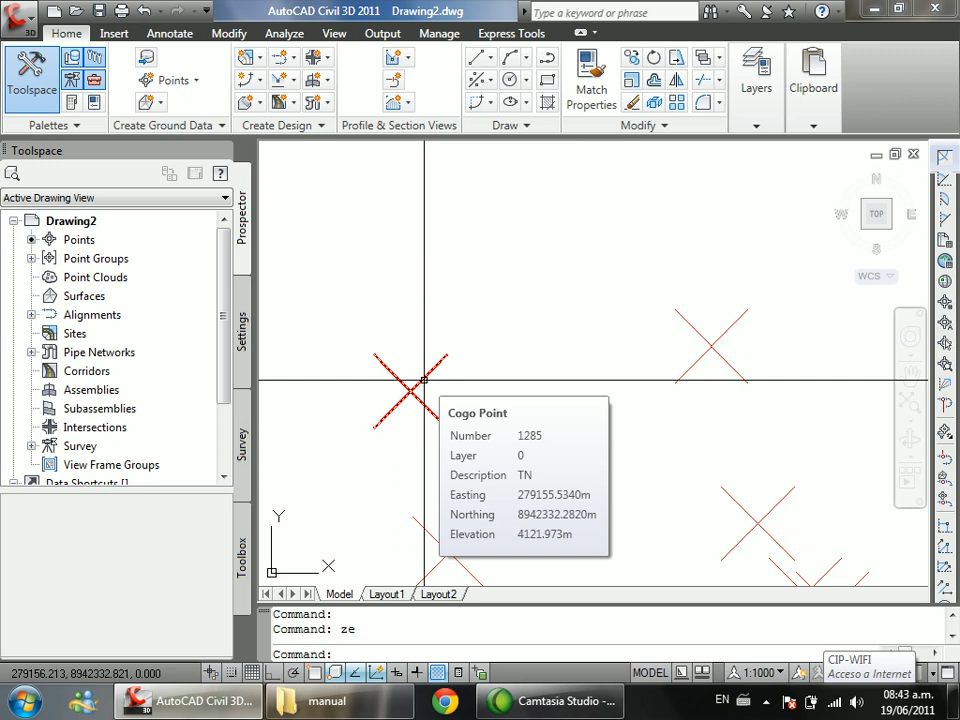 AutoCAD Civil 3D 2011 Drawing2.dwg
Type a keyword or phrase
3D
Home
Insert
Annotate
Modify
Analyze
View
Output
Manage
Express Tools
Toolspace
Points
Match
Properties
Layers
Clipboard
Palettes
Create Ground Data
Create Design
Profile & Section Views
Draw
Modify
Toolspace
Active Drawing View
Drawing2
Points
Point Groups
Point Clouds
Surfaces
Alignments
Sites
Pipe Networks
Corridors
Assemblies
Subassemblies
Intersections
Survey
View Frame Groups
Data Shortcuts []
Prospector
Settings
Survey
Toolbox
N
W
TOP
E
S
WCS
Cogo Point
Number 1285
Layer 0
Description TN
Easting 279155.5340m
Northing 8942332.2820m
Elevation 4121.973m
Y
X
Model
Layout1
Layout2
Command:
Command: ze
Command:
279156.213, 8942332.821, 0.000
MODEL
1:1000
CIP-WIFI
Acceso a Internet
AutoCAD Civil 3D...
manual
Camtasia Studio -...
EN
08:43 a.m.
19/06/2011